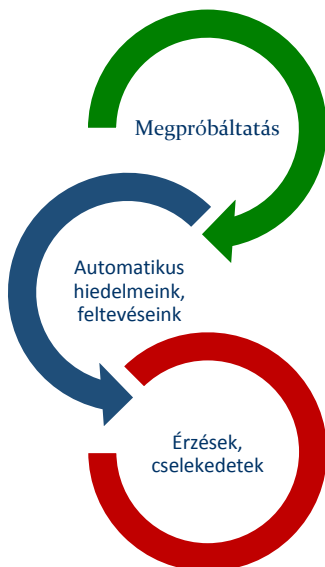 Megpróbáltatás
Automatikus
hiedelmeink,
feltevéseink
Érzések,
cselekedetek